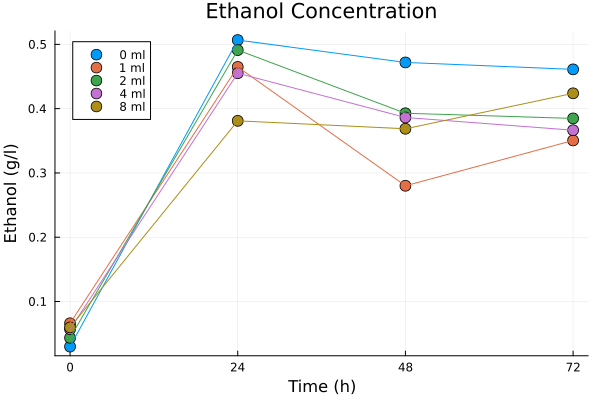 Ethanol Concentration
0 ml
1 ml
2 ml
4 ml
8 ml
0.5
0.4
0.3
0.2
0.1
Ethanol (g/l)
0 24 48 72
Time (h)